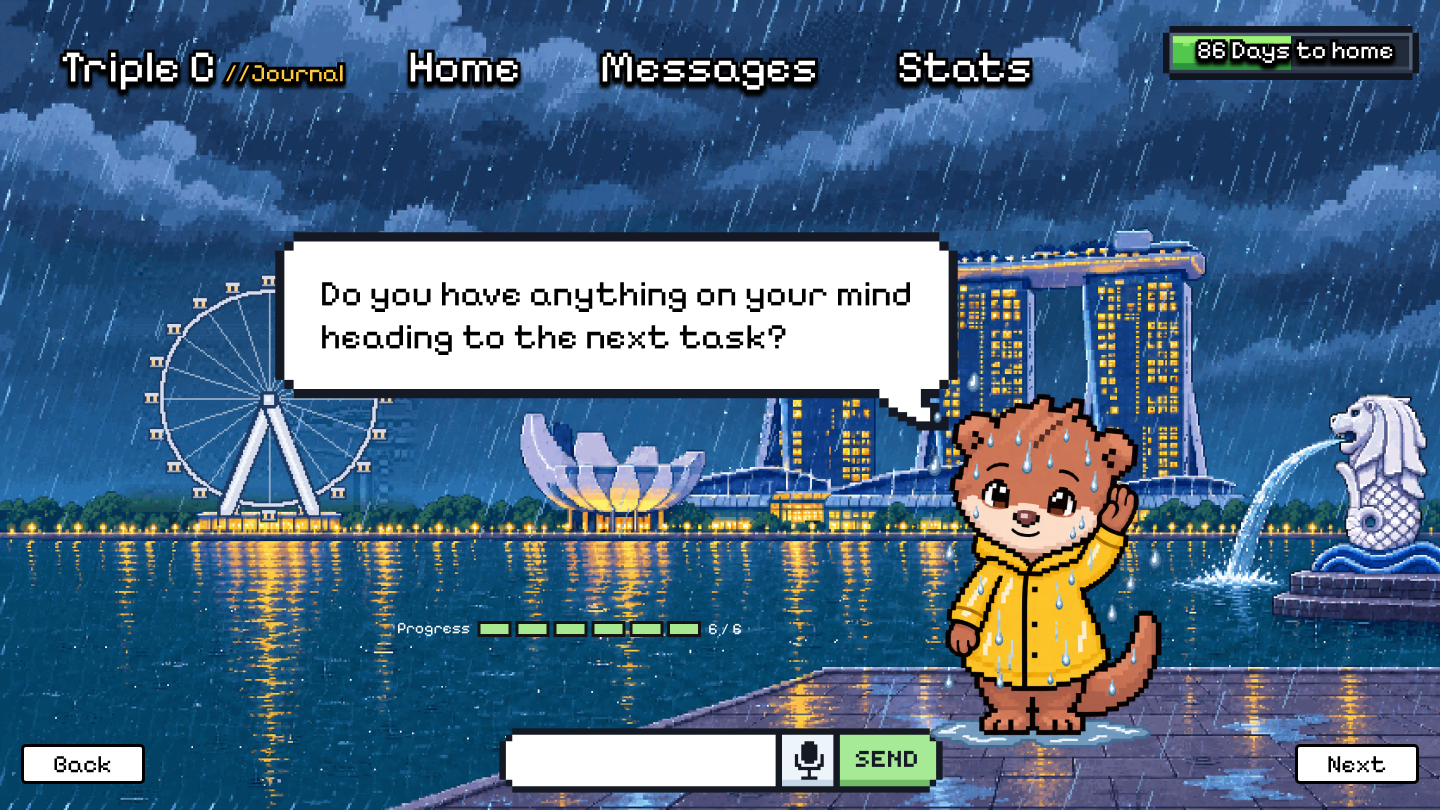 Triple C //Journal
Home
Messages
Stats
86 Days to home
Do you have anything on your mind
heading to the next task?
Progress 6/6
SEND
Back
Next